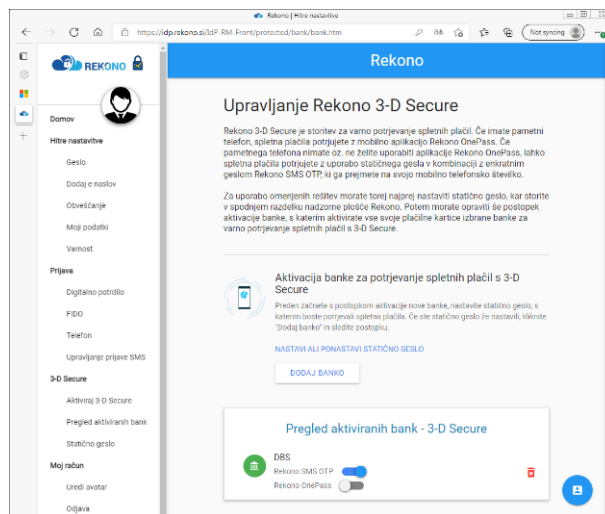 Rekono | Hitre nastavitve
https://idp.rekono.si/IdP-RM-Front/protected/bank/bank.htm
Not syncing
REKONO
Rekono
Domov
Hitre nastavitve
Geslo
Dodaj e-naslov
Obveščanje
Moji podatki
Varnost
Prijava
Digitalno potrdilo
FIDO
Telefon
Upravljanje prijave SMS
3-D Secure
Aktiviraj 3-D Secure
Pregled aktiviranih bank
Statično geslo
Moj račun
Uredi avatar
Odjava
Upravljanje Rekono 3-D Secure
Rekono 3-D Secure je storitev za varno potrjevanje spletnih plačil. Če imate pametni
telefon, spletna plačila potrjujete z mobilno aplikacijo Rekono OnePass. Če
pametnega telefona nimate oz. ne želite uporabiti aplikacije Rekono OnePass, lahko
spletna plačila potrjujete z uporabo statičnega gesla v kombinaciji z enkratnim
geslom Rekono SMS OTP, ki ga prejmete na svojo mobilno telefonsko številko.
Za uporabo omenjenih rešitev morate torej najprej nastaviti statično geslo, kar storite
v spodnjem razdelku nadzorne plošče Rekono. Potem morate opraviti še postopek
aktivacije banke, s katerim aktivirate vse svoje plačilne kartice izbrane banke za
varno potrjevanje spletnih plačil s 3-D Secure.
Aktivacija banke za potrjevanje spletnih plačil s 3-D
Secure
Preden začnete s postopkom aktivacije nove banke, nastavite statično geslo, s
katerim boste potrjevali spletna plačila. Če ste statično geslo že nastavili, kliknite
"Dodaj banko" in sledite postopku.
NASTAVI ALI PONASTAVI STATIČNO GESLO
DODAJ BANKO
Pregled aktiviranih bank - 3-D Secure
DBS
Rekono SMS OTP
Rekono OnePass